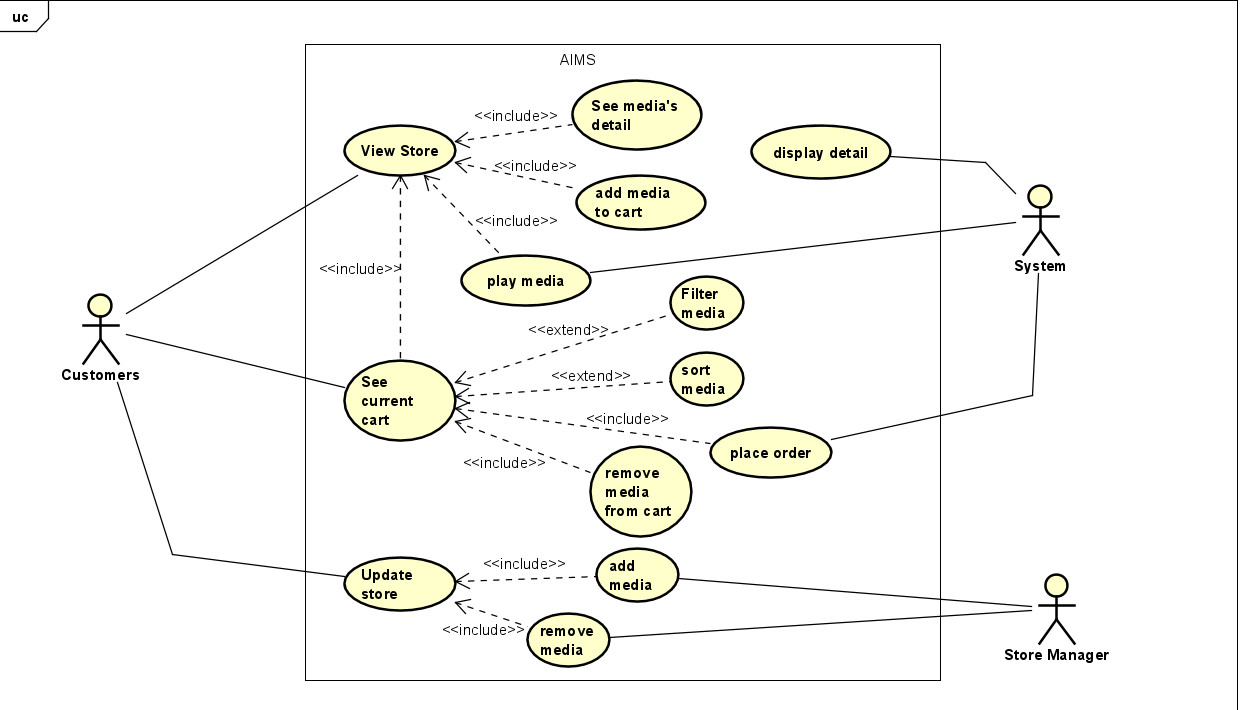 uc
AIMS
See media's
detail
<<include>>
View Store
display detail
<<include>>
add media
to cart
<<include>>
<<include>>
play media
System
Filter
media
<<extend>>
Customers
sort
media
<<extend>>
See
current
cart
<<include>>
place order
<<include>>
remove
media
from cart
<<include>>
add
media
Update
store
<<include>>
remove
media
Store Manager